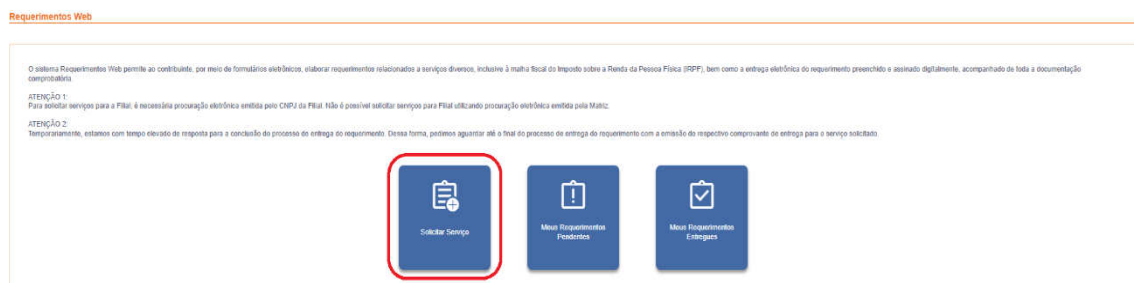 Requerimentos Web
O sistema Requerimentos Web permite ao contribuinte, por meio de formulários eletrônicos, elaborar requerimentos relacionados a serviços diversos, inclusive à malha fiscal do Imposto sobre a Renda da Pessoa Física (IRPF), bem como a entrega eletrônica do requerimento preenchido e assinado digitalmente, acompanhado de toda a documentação
comprobatória.
ATENÇÃO 1:
Para solicitar serviços para a Filial, é necessária procuração eletrônica emitida pelo CNPJ da Filial. Não é possível solicitar serviços para Filial utilizando procuração eletrônica emitida pela Matriz.
ATENÇÃO 2:
Temporariamente, estamos com tempo elevado de resposta para a conclusão do processo de entrega do requerimento. Dessa forma, pedimos aguardar até o final do processo de entrega do requerimento com a emissão do respectivo comprovante de entrega para o serviço solicitado.
Solicitar Serviço
Meus Requerimentos
Pendentes
Meus Requerimentos
Entregues